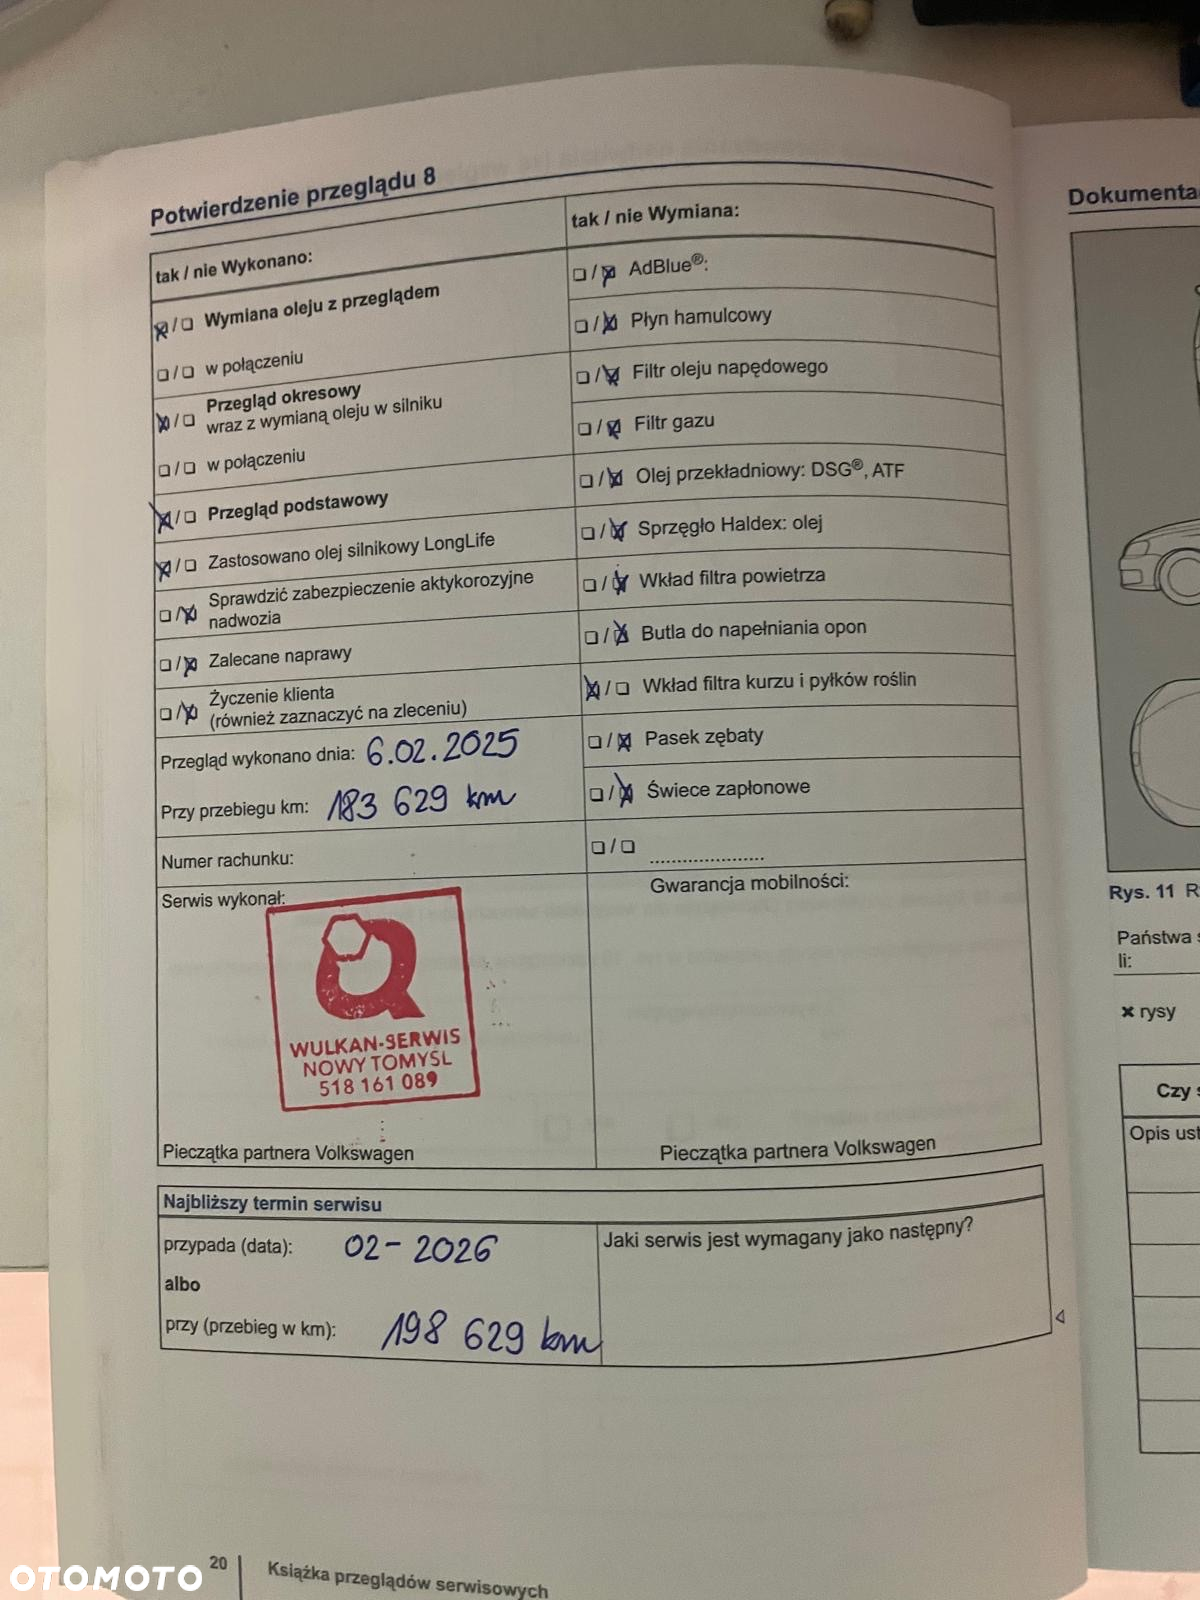 Potwierdzenie przeglądu 8
tak / nie Wykonano:
Wymiana oleju z przeglądem
w połączeniu
Przegląd okresowy
wraz z wymianą oleju w silniku
w połączeniu
Przegląd podstawowy
Zastosowano olej silnikowy LongLife
Sprawdzić zabezpieczenie aktykorozyjne
nadwozia
Zalecane naprawy
Życzenie klienta
(również zaznaczyć na zleceniu)
Przegląd wykonano dnia: 6.02.2025
Przy przebiegu km: 183 629 km
Numer rachunku:
Serwis wykonał:
WULKAN-SERWIS
NOWY TOMYSL
518 161 089
Pieczątka partnera Volkswagen
tak / nie Wymiana:
AdBlue®:
Płyn hamulcowy
Filtr oleju napędowego
Filtr gazu
Olej przekładniowy: DSG®, ATF
Sprzęgło Haldex: olej
Wkład filtra powietrza
Butla do napełniania opon
Wkład filtra kurzu i pyłków roślin
Pasek zębaty
Świece zapłonowe
Gwarancja mobilności:
Pieczątka partnera Volkswagen
Najbliższy termin serwisu
przypada (data): 02-2026
albo
przy (przebieg w km): 198 629 km
Jaki serwis jest wymagany jako następny?
20
Książka przeglądów serwisowych
Dokumenta
Rys. 11 R
Państwa s
li:
× rysy
Czy s
Opis ust
OTOMOTO